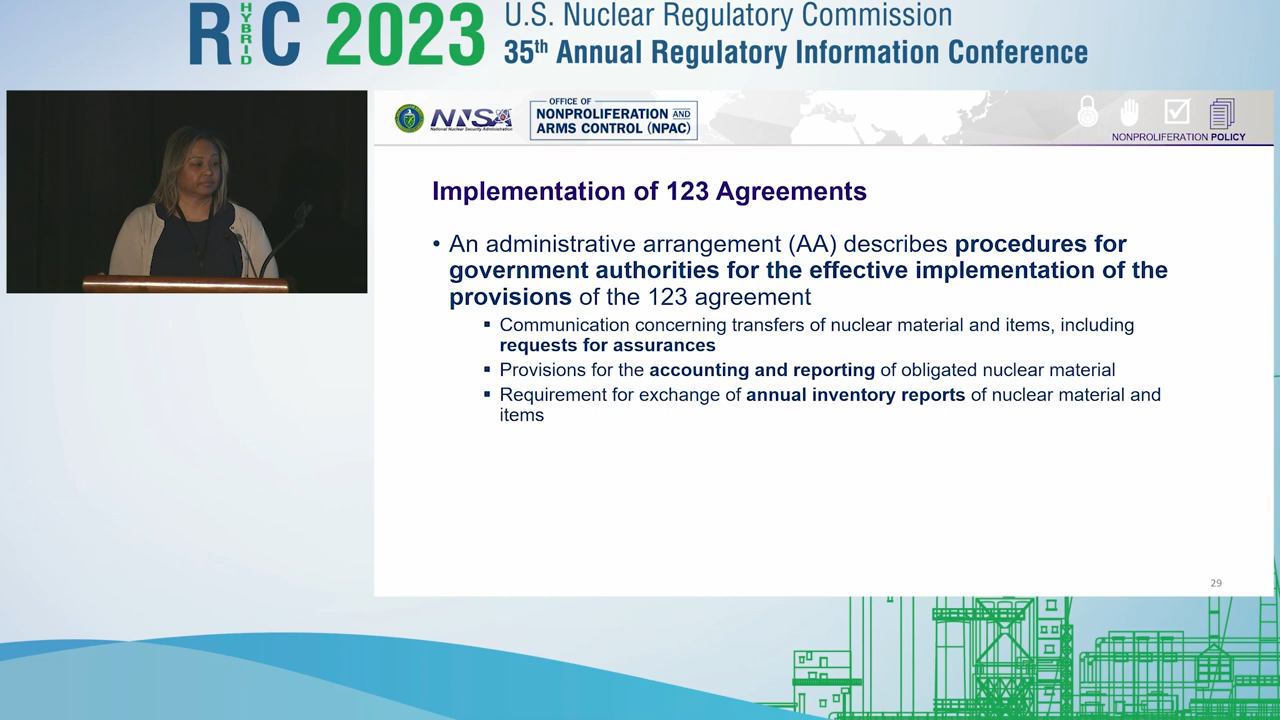 RIC HYBRID 2023
U.S. Nuclear Regulatory Commission
35th Annual Regulatory Information Conference
NNSA
National Nuclear Security Administration
OFFICE OF
NONPROLIFERATION AND
ARMS CONTROL (NPAC)
NONPROLIFERATION POLICY
Implementation of 123 Agreements
• An administrative arrangement (AA) describes procedures for
government authorities for the effective implementation of the
provisions of the 123 agreement
▪ Communication concerning transfers of nuclear material and items, including
requests for assurances
▪ Provisions for the accounting and reporting of obligated nuclear material
▪ Requirement for exchange of annual inventory reports of nuclear material and
items
29